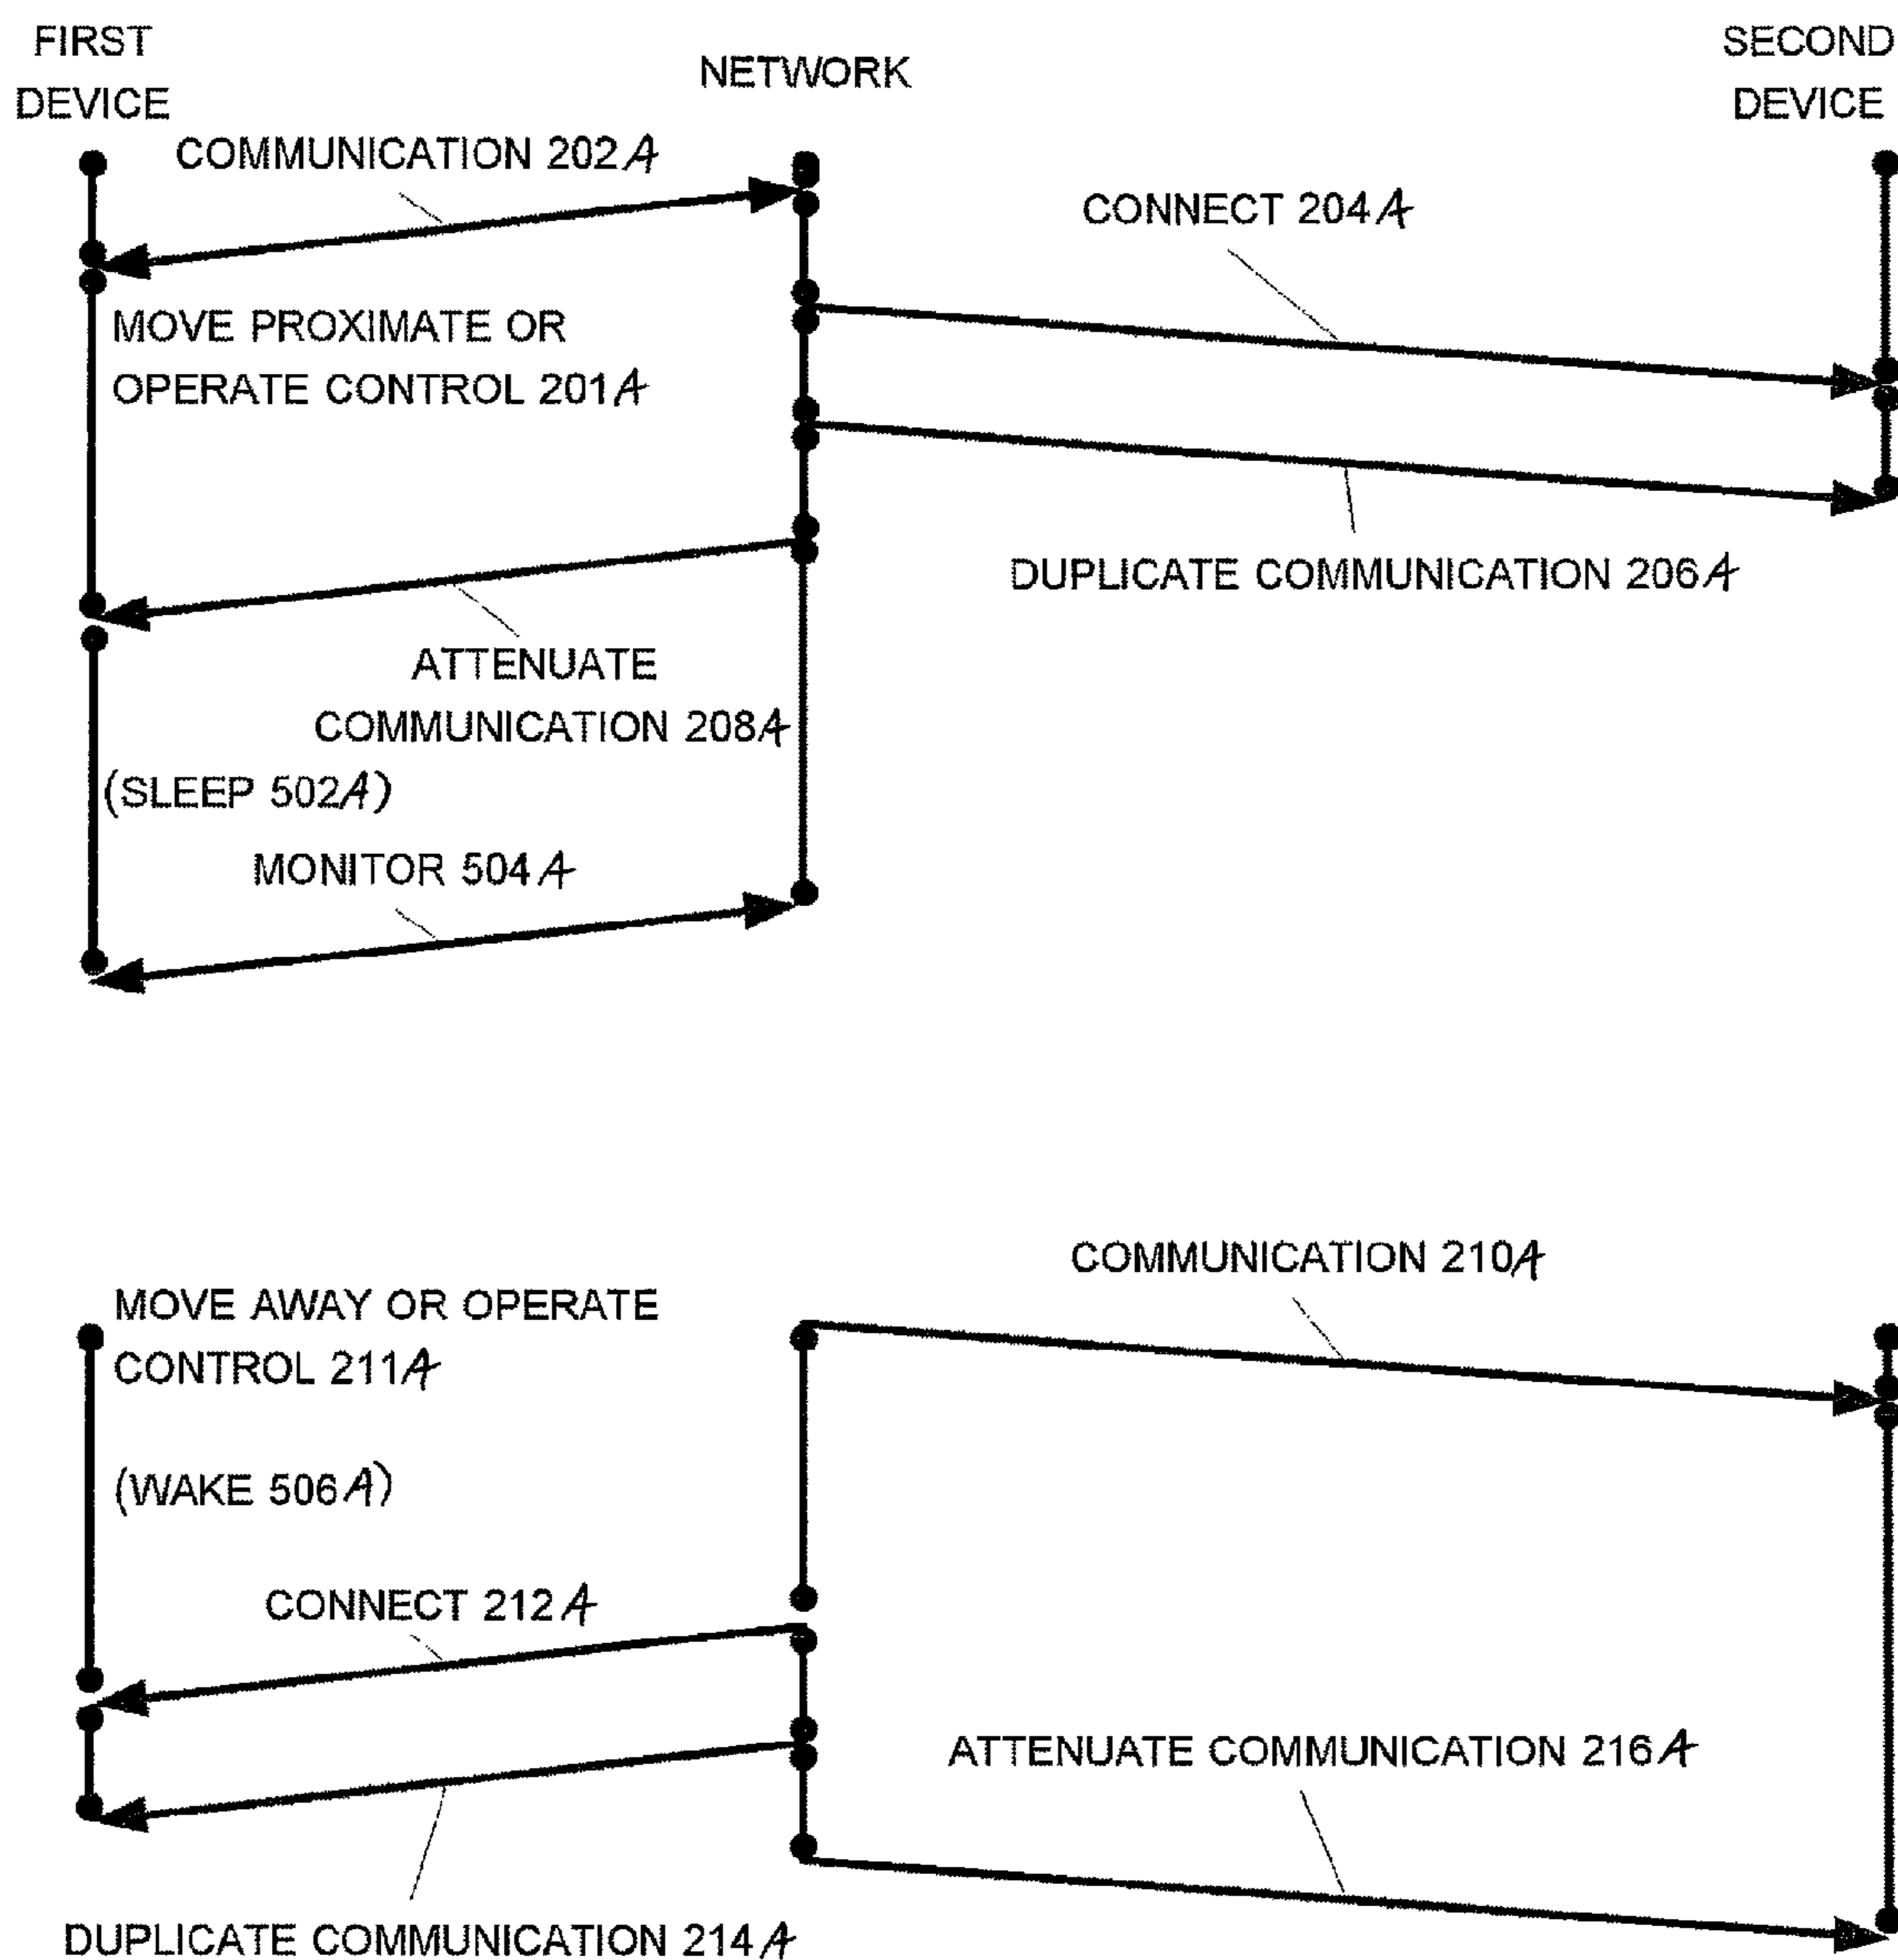 FIRST
DEVICE
NETWORK
SECOND
DEVICE
COMMUNICATION 202A
CONNECT 204A
MOVE PROXIMATE OR
OPERATE CONTROL 201A
DUPLICATE COMMUNICATION 206A
ATTENUATE
COMMUNICATION 208A
(SLEEP 502A)
MONITOR 504A
COMMUNICATION 210A
MOVE AWAY OR OPERATE
CONTROL 211A
(WAKE 506A)
CONNECT 212A
ATTENUATE COMMUNICATION 216A
DUPLICATE COMMUNICATION 214A